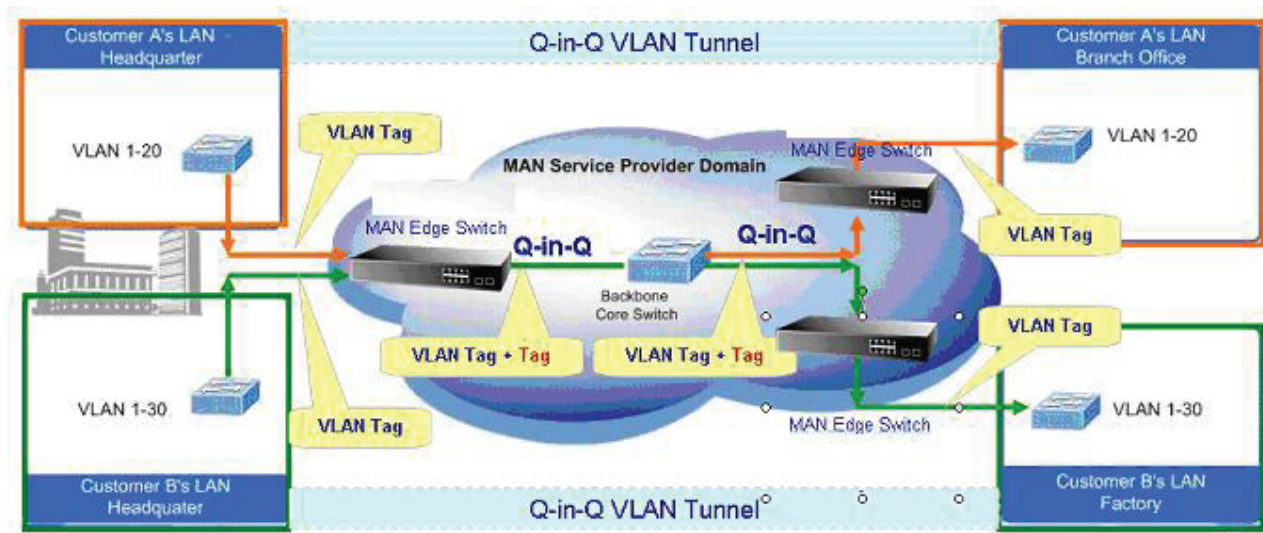 Customer A's LAN -
Headquarter
Q-in-Q VLAN Tunnel
Customer A's LAN
Branch Office
VLAN 1-20
VLAN Tag
MAN Service Provider Domain
MAN Edge Switch
VLAN 1-20
MAN Edge Switch
Q-in-Q
Q-in-Q
VLAN Tag
Backbone
Core Switch
VLAN Tag + Tag
VLAN Tag + Tag
VLAN Tag
VLAN 1-30
VLAN Tag
MAN Edge Switch
VLAN 1-30
Customer B's LAN
Headquater
Q-in-Q VLAN Tunnel
Customer B's LAN
Factory